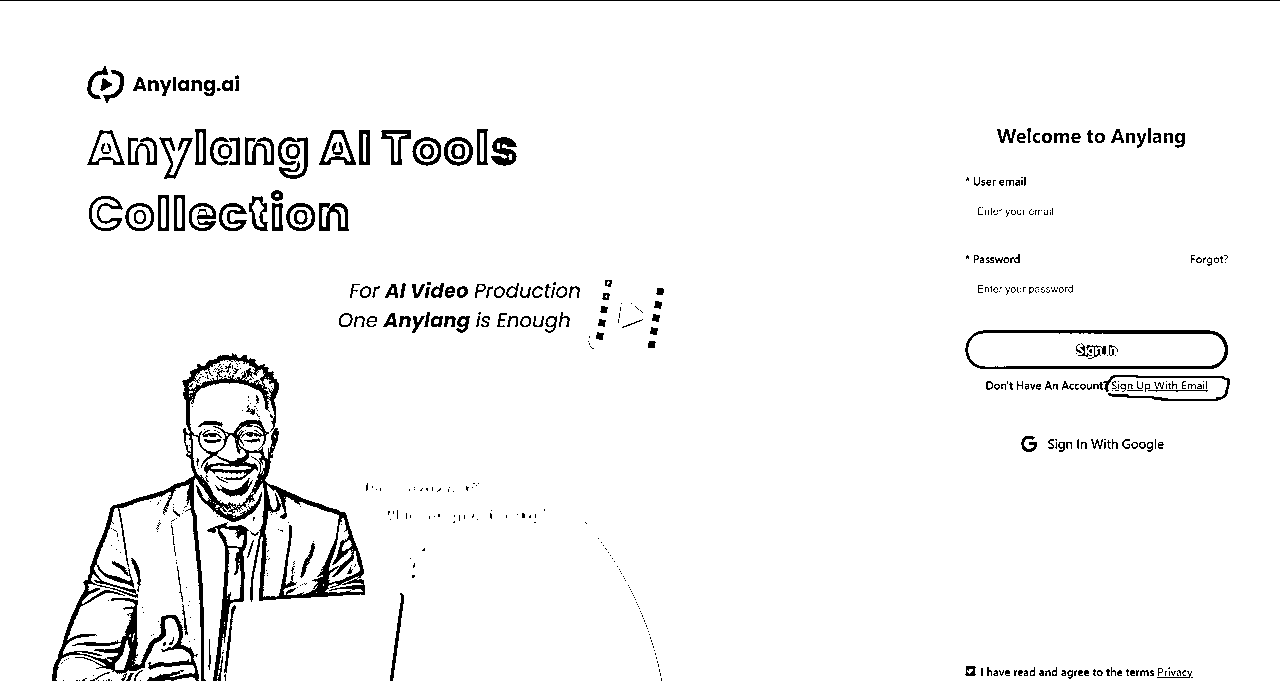 Anylang.ai
Anylang AI Tools
Collection
For AI Video Production
One Anylang is Enough
Welcome to Anylang
* User email
Enter your email
* Password Forgot?
Enter your password
Sign In
Don't Have An Account? Sign Up With Email
Sign In With Google
I have read and agree to the terms Privacy